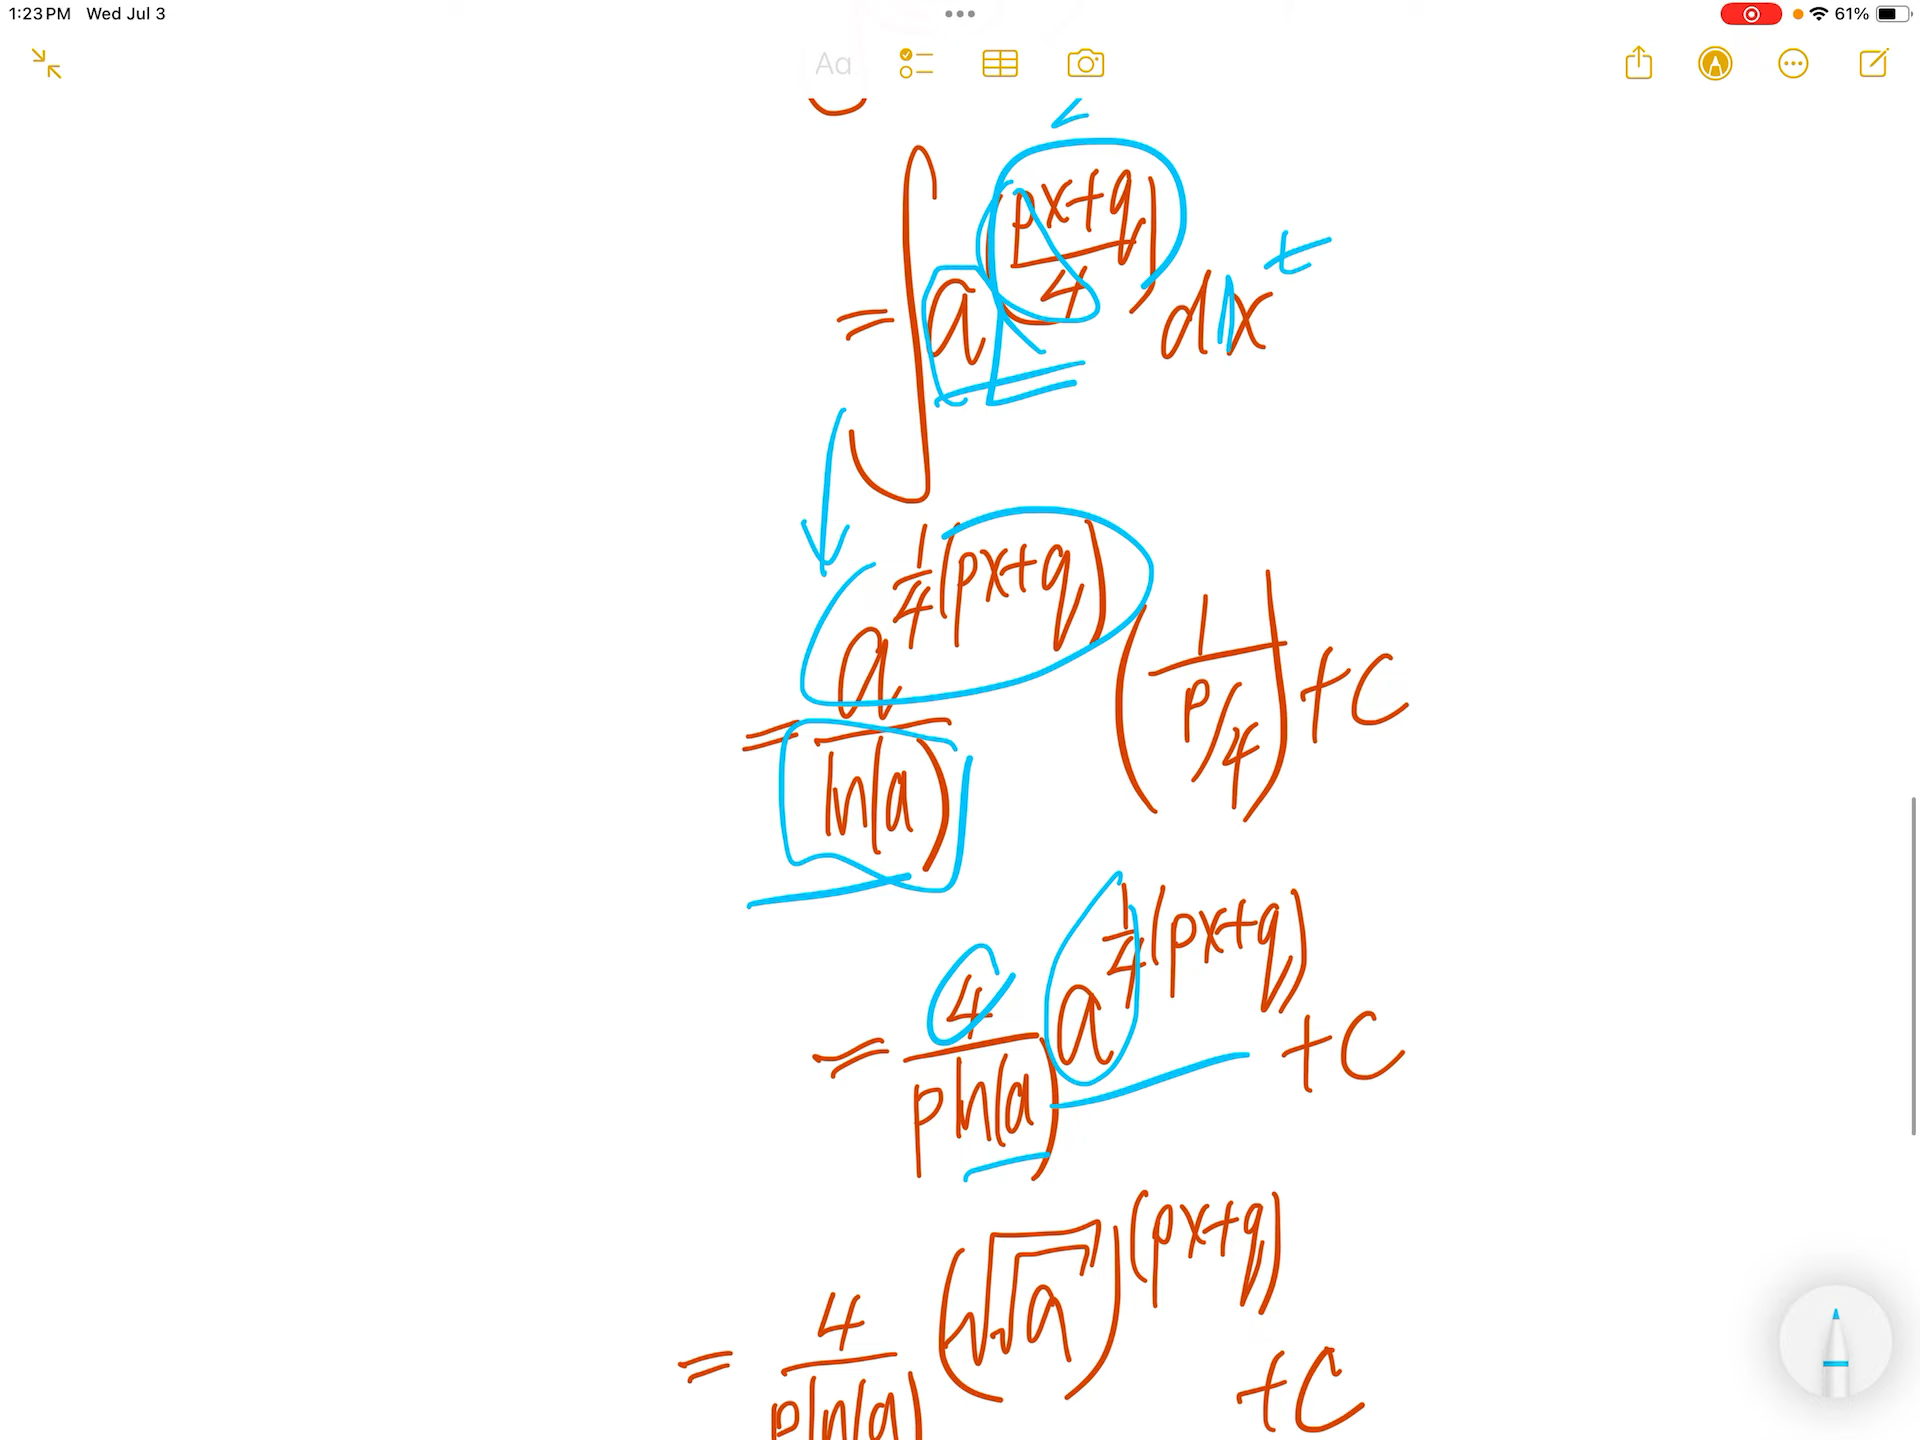 1:23 PM Wed Jul 3
61%
Aa
= ∫ a^((px+q)/4) dx t
= a^(1/4(px+q)) / ln(a) (1/(p/4)) + C
= 4/(p ln(a)) a^(1/4(px+q)) + C
= 4/(p ln(a)) (√√a)^(px+q) + C